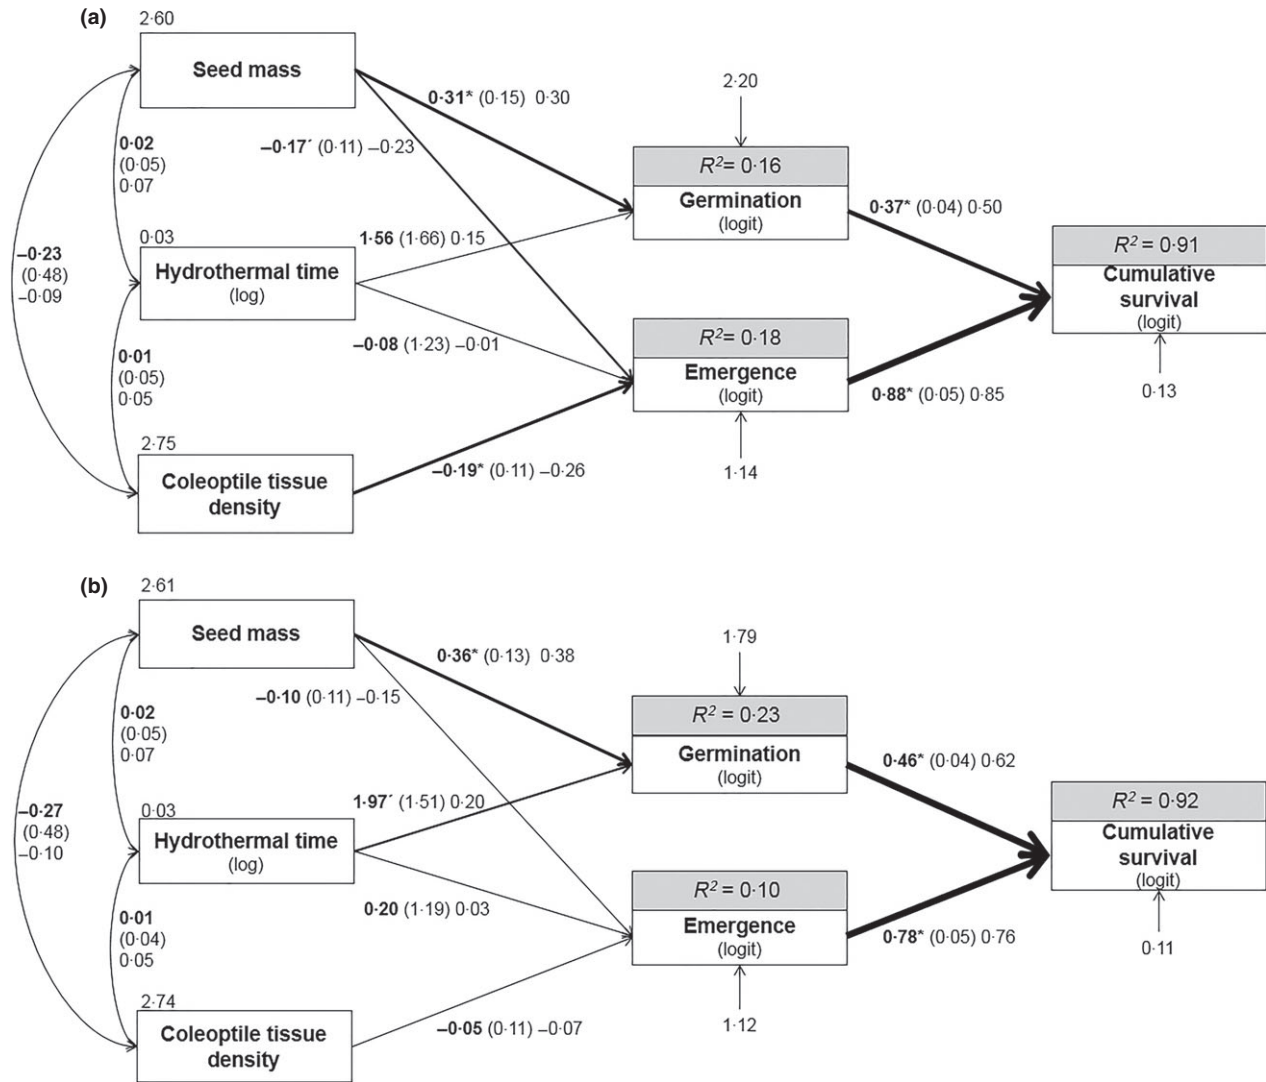 (a)
2·60
Seed mass
0·31* (0·15) 0·30
2·20
–0·17´ (0·11) –0·23
0·02
(0·05)
0·07
R²= 0·16
Germination
(logit)
0·37* (0·04) 0·50
–0·23
(0·48)
–0·09
0·03
Hydrothermal time
(log)
1·56 (1·66) 0·15
R² = 0·91
Cumulative
survival
(logit)
0·13
–0·08 (1·23) –0·01
R²= 0·18
Emergence
(logit)
0·88* (0·05) 0·85
1·14
0·01
(0·05)
0·05
2·75
Coleoptile tissue
density
–0·19* (0·11) –0·26
(b)
2·61
Seed mass
0·36* (0·13) 0·38
1·79
–0·10 (0·11) –0·15
0·02
(0·05)
0·07
R² = 0·23
Germination
(logit)
0·46* (0·04) 0·62
–0·27
(0·48)
–0·10
0·03
Hydrothermal time
(log)
1·97´ (1·51) 0·20
R² = 0·92
Cumulative
survival
(logit)
0·11
0·20 (1·19) 0·03
R² = 0·10
Emergence
(logit)
0·78* (0·05) 0·76
1·12
0·01
(0·04)
0·05
2·74
Coleoptile tissue
density
–0·05 (0·11) –0·07